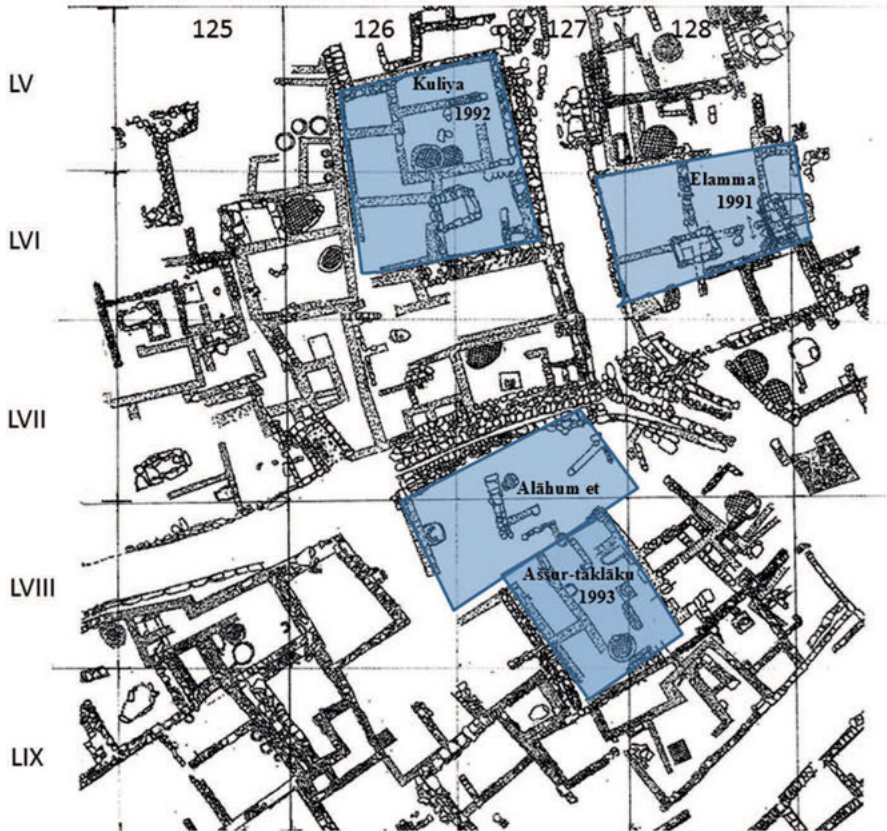 125 126 127 128
LV
Kuliya
1992
Elamma
1991
LVI
LVII
Alāhum et
LVIII
Aššur-taklāku
1993
LIX